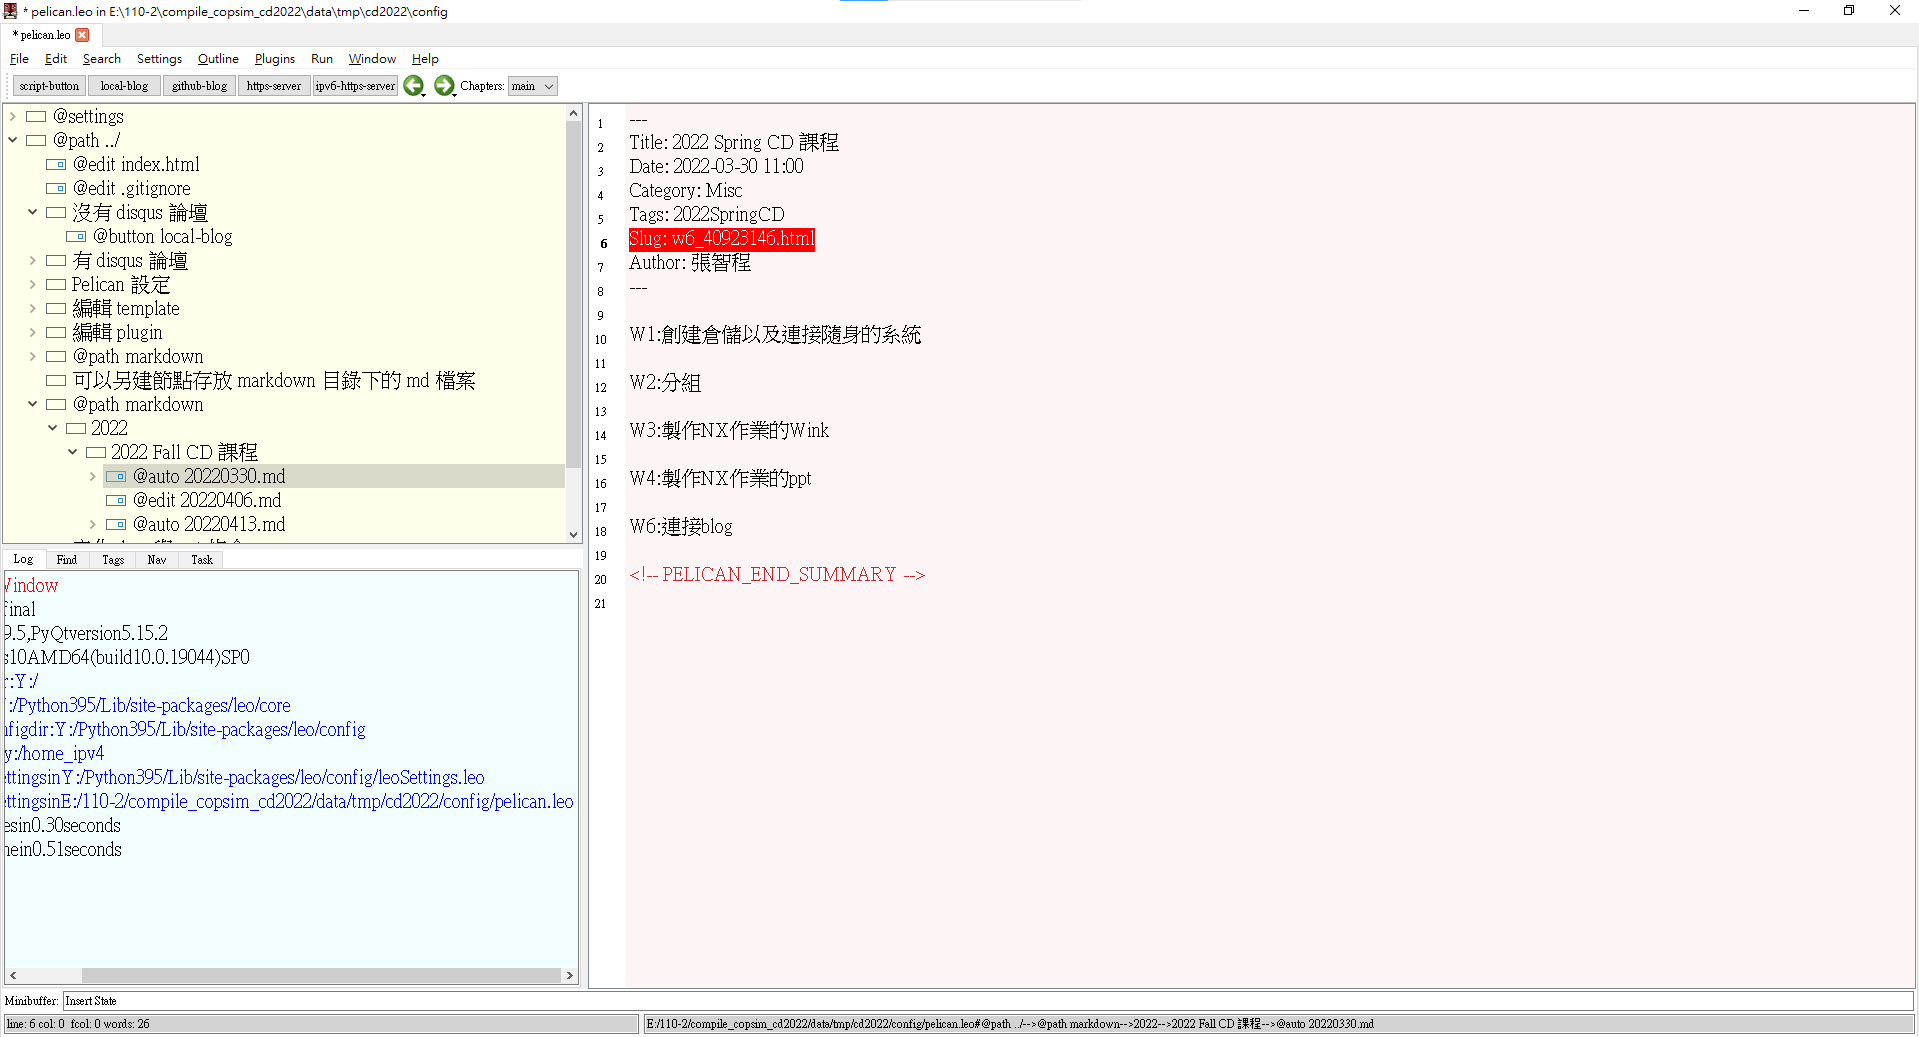 * pelican.leo in E:\110-2\compile_copsim_cd2022\data\tmp\cd2022\config
* pelican.leo
File Edit Search Settings Outline Plugins Run Window Help
script-button local-blog github-blog https-server ipv6-https-server Chapters: main
@settings
@path ../
@edit index.html
@edit .gitignore
沒有 disqus 論壇
@button local-blog
有 disqus 論壇
Pelican 設定
編輯 template
編輯 plugin
@path markdown
可以另建節點存放 markdown 目錄下的 md 檔案
@path markdown
2022
2022 Fall CD 課程
@auto 20220330.md
@edit 20220406.md
@auto 20220413.md
Log Find Tags Nav Task
Window
final
9.5,PyQtversion5.15.2
s10AMD64(build10.0.19044)SP0
r:Y:/
:/Python395/Lib/site-packages/leo/core
nfigdir:Y:/Python395/Lib/site-packages/leo/config
y:/home_ipv4
ettingsinY:/Python395/Lib/site-packages/leo/config/leoSettings.leo
ettingsinE:/110-2/compile_copsim_cd2022/data/tmp/cd2022/config/pelican.leo
esin0.30seconds
nein0.51seconds
1 ---
2 Title: 2022 Spring CD 課程
3 Date: 2022-03-30 11:00
4 Category: Misc
5 Tags: 2022SpringCD
6 Slug: w6_40923146.html
7 Author: 張智程
8 ---
9
10 W1:創建倉儲以及連接隨身的系統
11
12 W2:分組
13
14 W3:製作NX作業的Wink
15
16 W4:製作NX作業的ppt
17
18 W6:連接blog
19
20 <!-- PELICAN_END_SUMMARY -->
21
Minibuffer: Insert State
line: 6 col: 0 fcol: 0 words: 26
E:/110-2/compile_copsim_cd2022/data/tmp/cd2022/config/pelican.leo#@path ../-->@path markdown-->2022-->2022 Fall CD 課程-->@auto 20220330.md